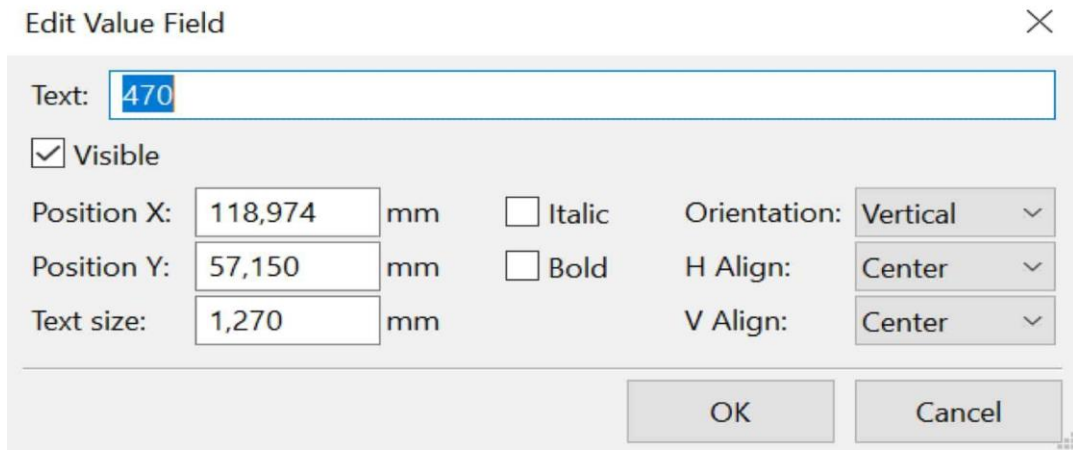 Edit Value Field
Text: 470
Visible
Position X: 118,974 mm Italic Orientation: Vertical
Position Y: 57,150 mm Bold H Align: Center
Text size: 1,270 mm V Align: Center
OK Cancel